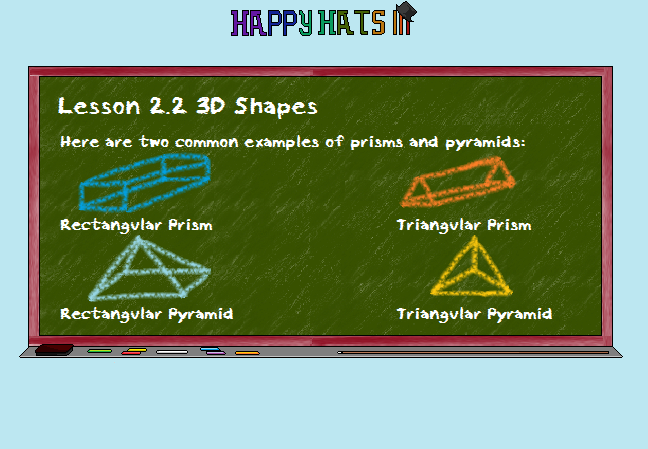 HAPPY HATS III
Lesson 2.2 3D Shapes
Here are two common examples of prisms and pyramids:
Rectangular Prism
Triangular Prism
Rectangular Pyramid
Triangular Pyramid